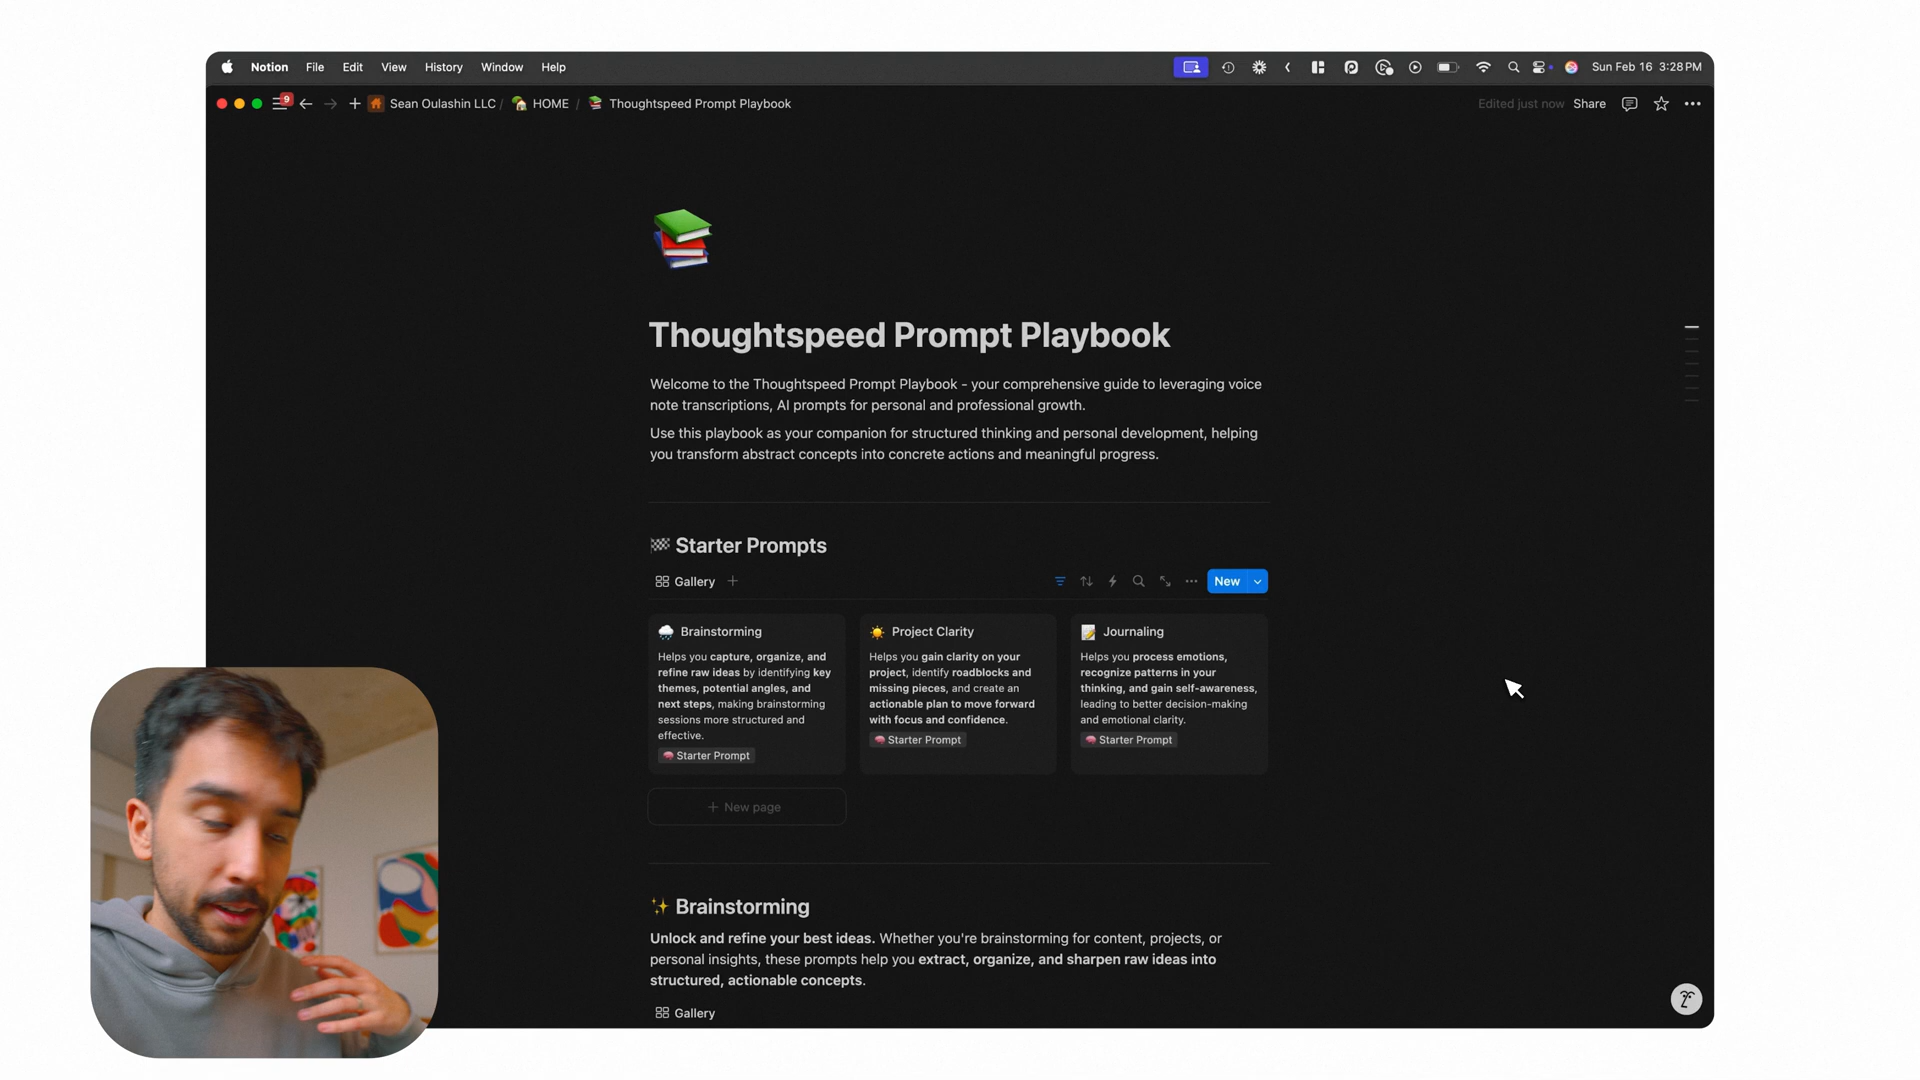 Notion File Edit View History Window Help Sun Feb 16 3:28 PM
9 Sean Oulashin LLC / HOME / Thoughtspeed Prompt Playbook Edited just now Share
Thoughtspeed Prompt Playbook
Welcome to the Thoughtspeed Prompt Playbook - your comprehensive guide to leveraging voice
note transcriptions, AI prompts for personal and professional growth.
Use this playbook as your companion for structured thinking and personal development, helping
you transform abstract concepts into concrete actions and meaningful progress.
Starter Prompts
Gallery New
Brainstorming
Helps you capture, organize, and
refine raw ideas by identifying key
themes, potential angles, and
next steps, making brainstorming
sessions more structured and
effective.
Starter Prompt
Project Clarity
Helps you gain clarity on your
project, identify roadblocks and
missing pieces, and create an
actionable plan to move forward
with focus and confidence.
Starter Prompt
Journaling
Helps you process emotions,
recognize patterns in your
thinking, and gain self-awareness,
leading to better decision-making
and emotional clarity.
Starter Prompt
+ New page
Brainstorming
Unlock and refine your best ideas. Whether you're brainstorming for content, projects, or
personal insights, these prompts help you extract, organize, and sharpen raw ideas into
structured, actionable concepts.
Gallery